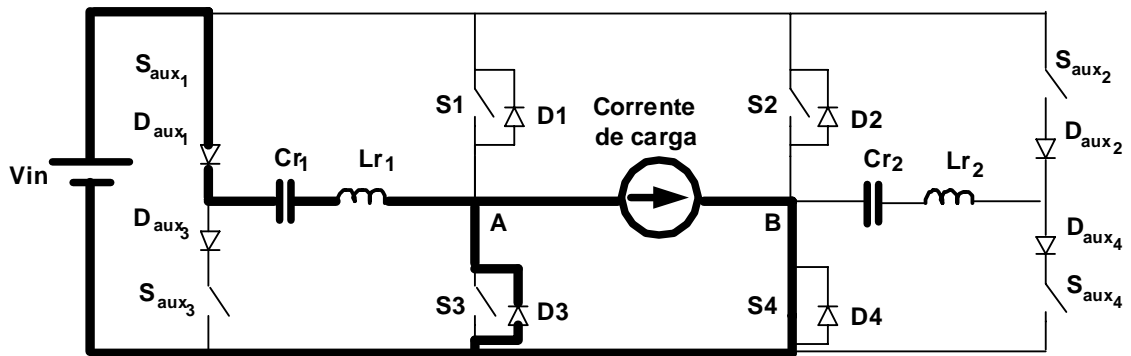 Saux1
Daux1
Vin
Cr1
Lr1
Daux3
Saux3
S1
D1
Corrente
de carga
S2
D2
Cr2
Lr2
Saux2
Daux2
A
B
S3
D3
S4
D4
Daux4
Saux4